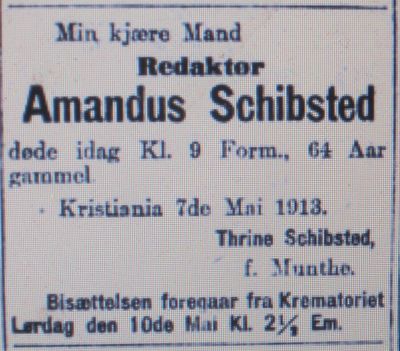 Min kjære Mand
Redaktør
Amandus Schibsted
døde idag Kl. 9 Form., 64 Aar
gammel.
Kristiania 7de Mai 1913.
Thrine Schibsted,
f. Munthe.
Bisættelsen foregaar fra Krematoriet
Lørdag den 10de Mai Kl. 2½ Em.